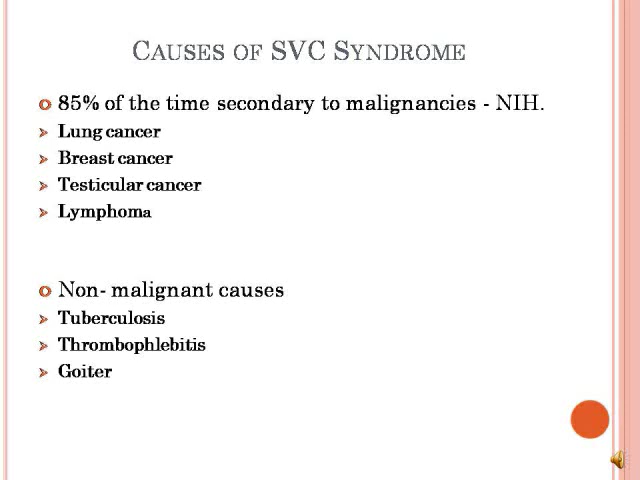 CAUSES OF SVC SYNDROME
85% of the time secondary to malignancies - NIH.
Lung cancer
Breast cancer
Testicular cancer
Lymphoma
Non- malignant causes
Tuberculosis
Thrombophlebitis
Goiter